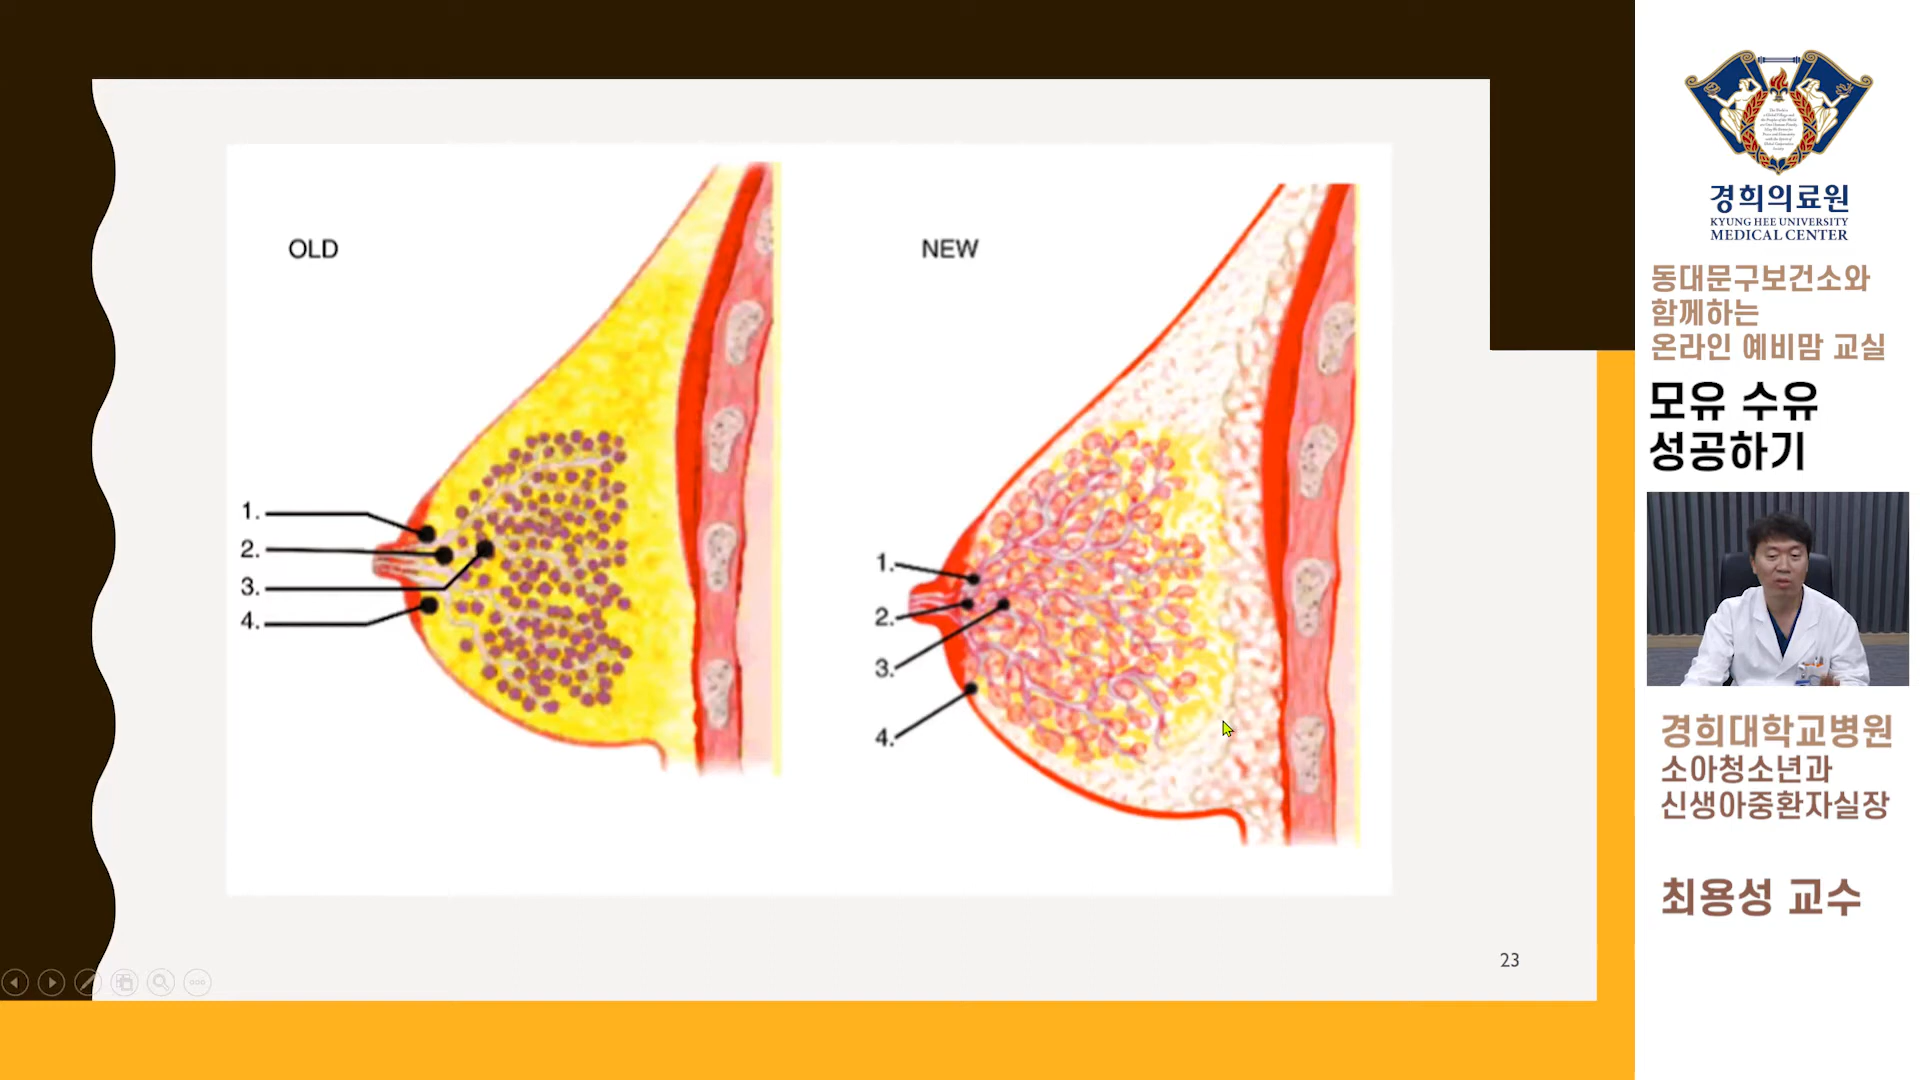 OLD
1.
2.
3.
4.
NEW
1.
2.
3.
4.
23
경희의료원
KYUNG HEE UNIVERSITY
MEDICAL CENTER
동대문구보건소와
함께하는
온라인 예비맘 교실
모유 수유
성공하기
경희대학교병원
소아청소년과
신생아중환자실장
최용성 교수